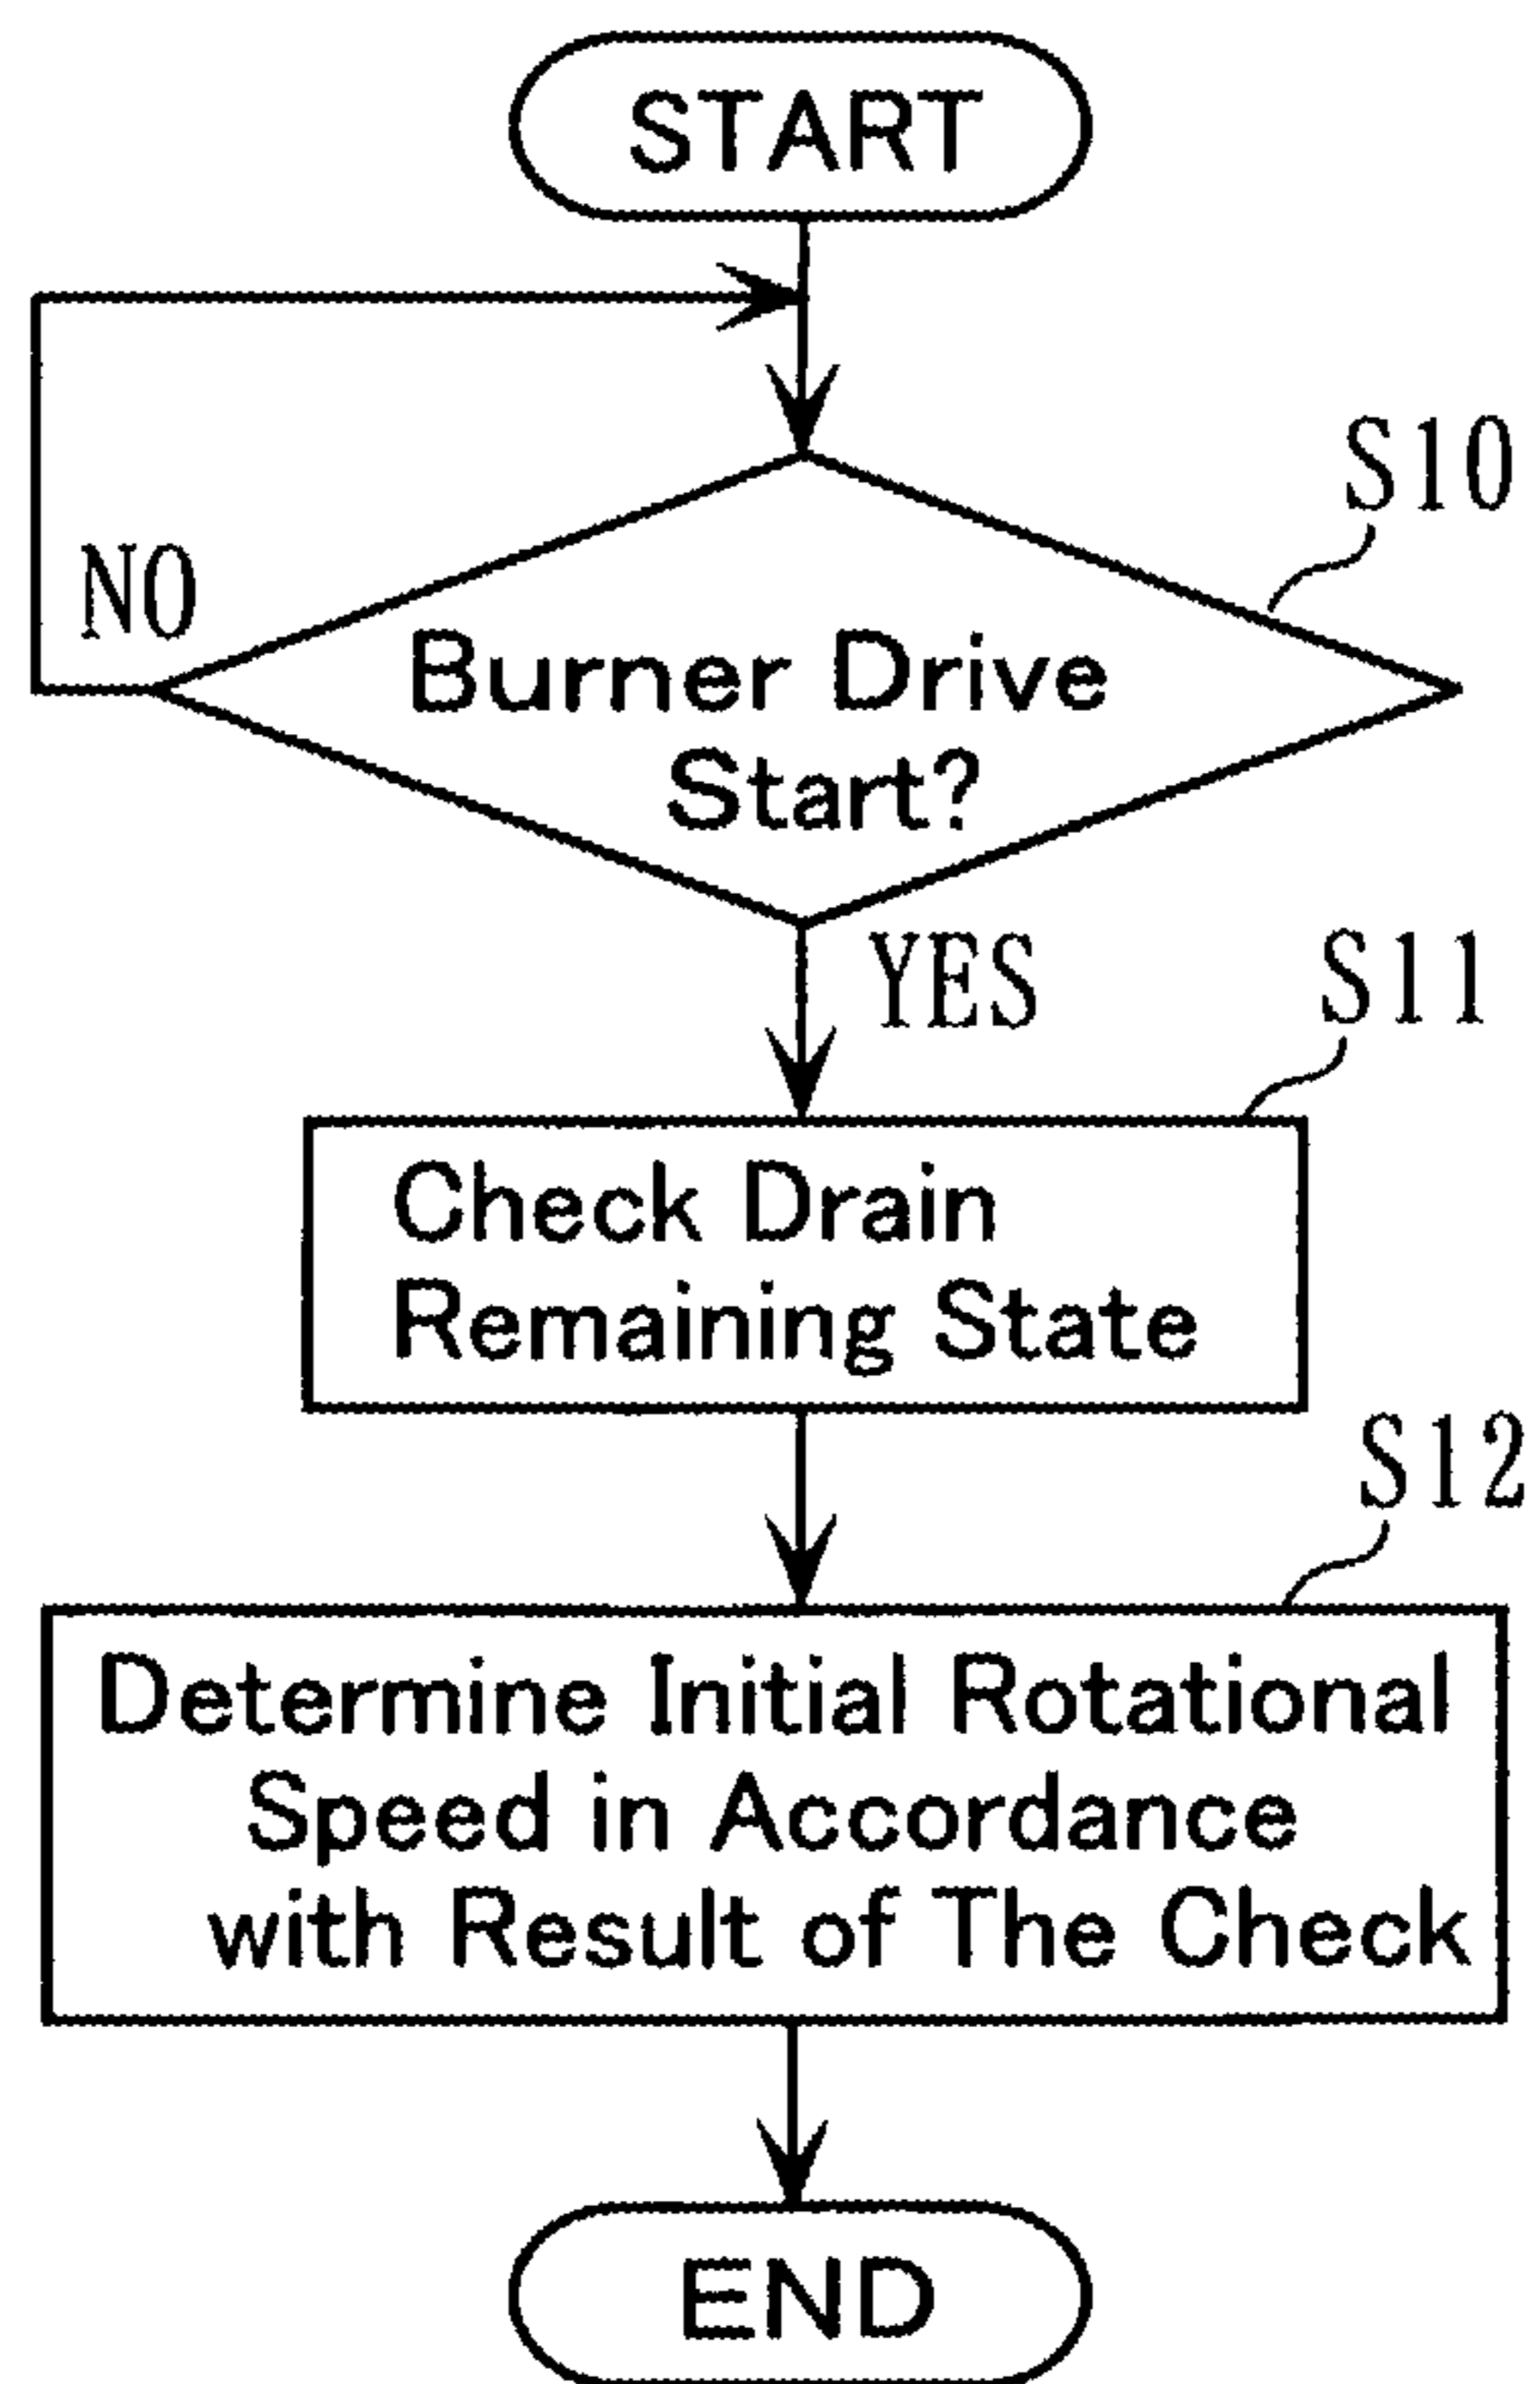 START
S10
NO
Burner Drive
Start?
YES
S11
Check Drain
Remaining State
S12
Determine Initial Rotational
Speed in Accordance
with Result of The Check
END